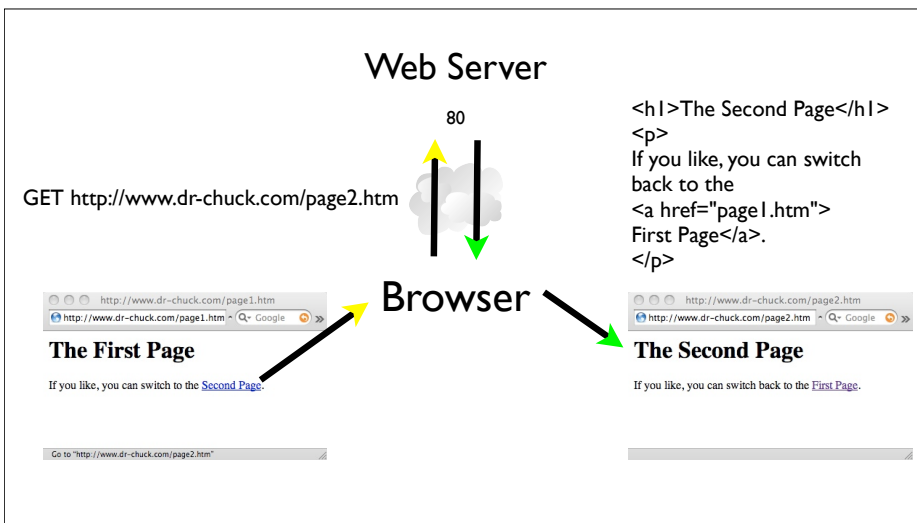 Web Server
80
GET http://www.dr-chuck.com/page2.htm
<h1>The Second Page</h1>
<p>
If you like, you can switch
back to the
<a href="page1.htm">
First Page</a>.
</p>
Browser
http://www.dr-chuck.com/page1.htm
http://www.dr-chuck.com/page1.htm
Google
The First Page
If you like, you can switch to the Second Page.
Go to "http://www.dr-chuck.com/page2.htm"
http://www.dr-chuck.com/page2.htm
http://www.dr-chuck.com/page2.htm
Google
The Second Page
If you like, you can switch back to the First Page.